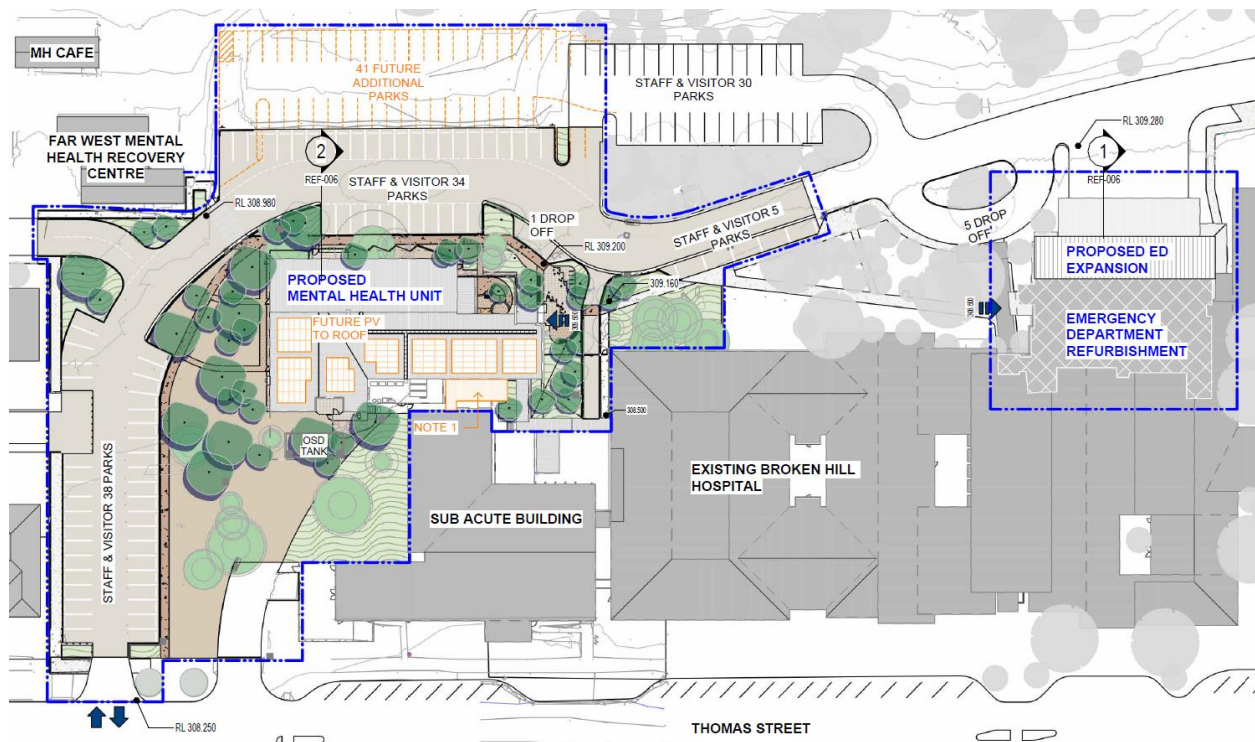 MH CAFE
41 FUTURE
ADDITIONAL
PARKS
STAFF & VISITOR 30
PARKS
FAR WEST MENTAL
HEALTH RECOVERY
CENTRE
2
REF-006
RL 309.280
1
REF-006
RL 308.980
STAFF & VISITOR 34
PARKS
1 DROP
OFF
RL 309.200
STAFF & VISITOR 5
PARKS
5 DROP
OFF
PROPOSED
MENTAL HEALTH UNIT
309.160
PROPOSED ED
EXPANSION
FUTURE PV
TO ROOF
EMERGENCY
DEPARTMENT
REFURBISHMENT
308.500
NOTE 1
OSD
TANK
EXISTING BROKEN HILL
HOSPITAL
SUB ACUTE BUILDING
STAFF & VISITOR 38 PARKS
RL 308.250
THOMAS STREET